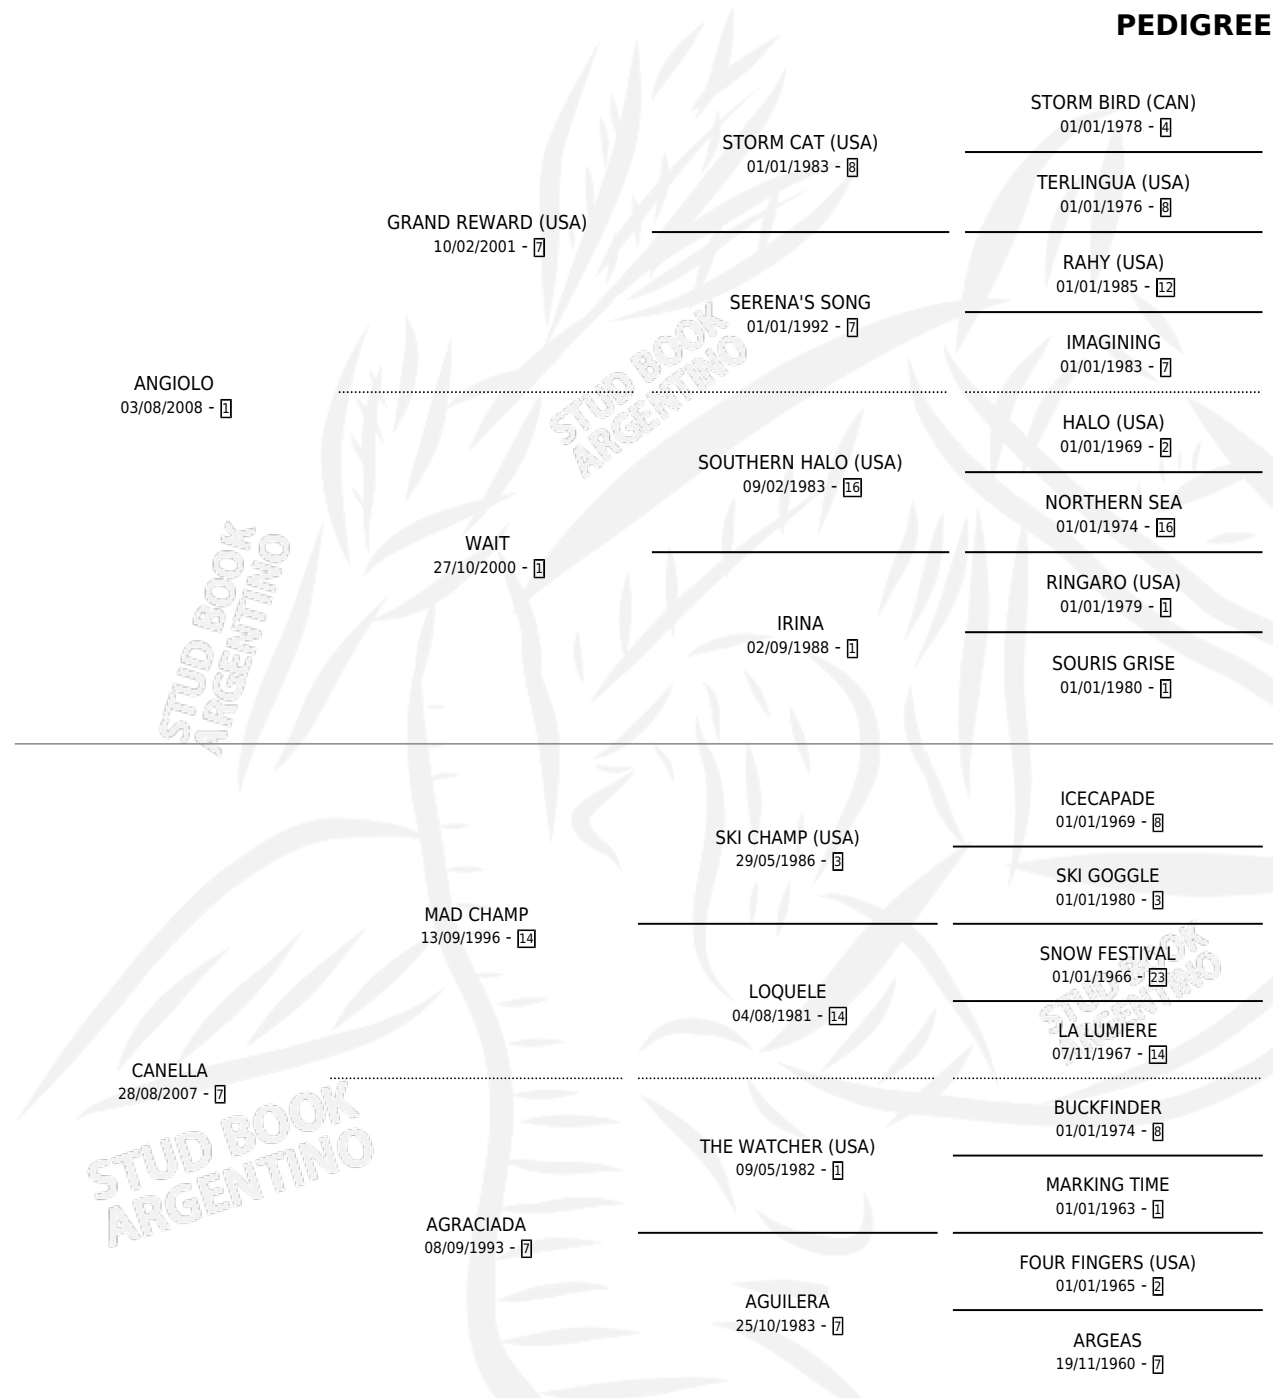 PEDIGREE
STORM BIRD (CAN)
01/01/1978 - 4
STORM CAT (USA)
01/01/1983 - 8
TERLINGUA (USA)
01/01/1976 - 8
GRAND REWARD (USA)
10/02/2001 - 7
RAHY (USA)
01/01/1985 - 12
SERENA'S SONG
01/01/1992 - 7
IMAGINING
01/01/1983 - 7
ANGIOLO
03/08/2008 - 1
STUD BOOK
ARGENTINO
HALO (USA)
01/01/1969 - 2
SOUTHERN HALO (USA)
09/02/1983 - 16
NORTHERN SEA
01/01/1974 - 16
WAIT
27/10/2000 - 1
RINGARO (USA)
01/01/1979 - 1
IRINA
02/09/1988 - 1
SOURIS GRISE
01/01/1980 - 1
STUD BOOK
ARGENTINO
ICECAPADE
01/01/1969 - 8
SKI CHAMP (USA)
29/05/1986 - 3
SKI GOGGLE
01/01/1980 - 3
MAD CHAMP
13/09/1996 - 14
SNOW FESTIVAL
01/01/1966 - 23
LOQUELE
04/08/1981 - 14
LA LUMIERE
07/11/1967 - 14
STUD BOOK
ARGENTINO
CANELLA
28/08/2007 - 7
BUCKFINDER
01/01/1974 - 8
THE WATCHER (USA)
09/05/1982 - 1
MARKING TIME
01/01/1963 - 1
STUD BOOK
ARGENTINO
AGRACIADA
08/09/1993 - 7
FOUR FINGERS (USA)
01/01/1965 - 2
AGUILERA
25/10/1983 - 7
ARGEAS
19/11/1960 - 7